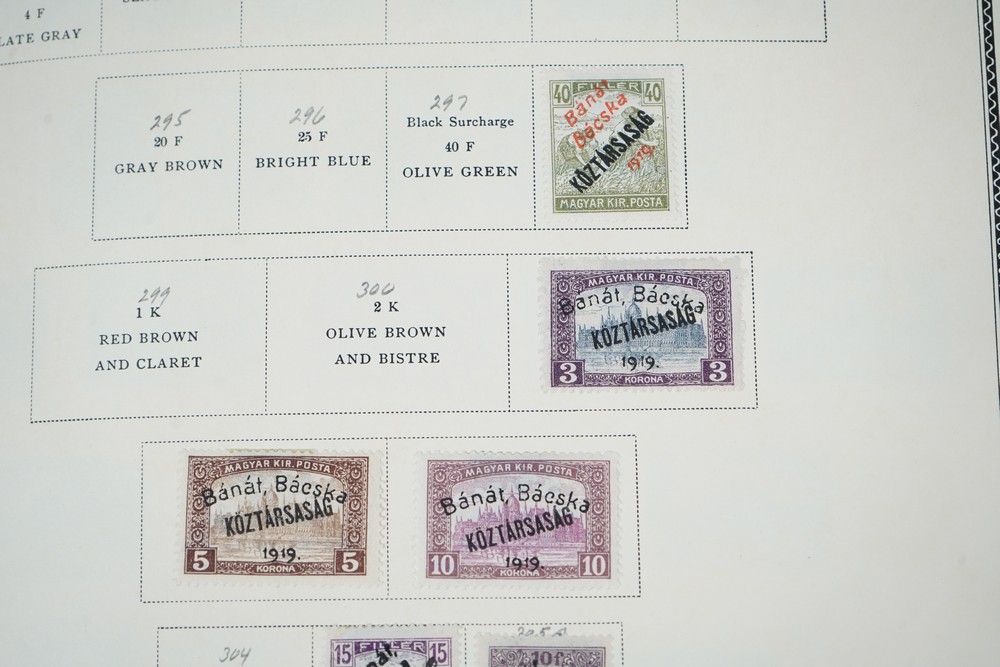 4 F
LATE GRAY
295
20 F
GRAY BROWN
296
25 F
BRIGHT BLUE
297
Black Surcharge
40 F
OLIVE GREEN
40 FILLÉR 40
Bánát
Bácska
KÖZTÁRSASÁG
1919.
MAGYAR KIR. POSTA
299
1 K
RED BROWN
AND CLARET
300
2 K
OLIVE BROWN
AND BISTRE
MAGYAR KIR. POSTA
Bánát, Bácska
KÖZTÁRSASÁG
1919.
3 KORONA 3
MAGYAR KIR. POSTA
Bánát, Bácska
KÖZTÁRSASÁG
1919.
5 KORONA 5
MAGYAR KIR. POSTA
Bánát, Bácska
KÖZTÁRSASÁG
1919.
10 KORONA 10
304
15 FILLÉR 15
10 f.